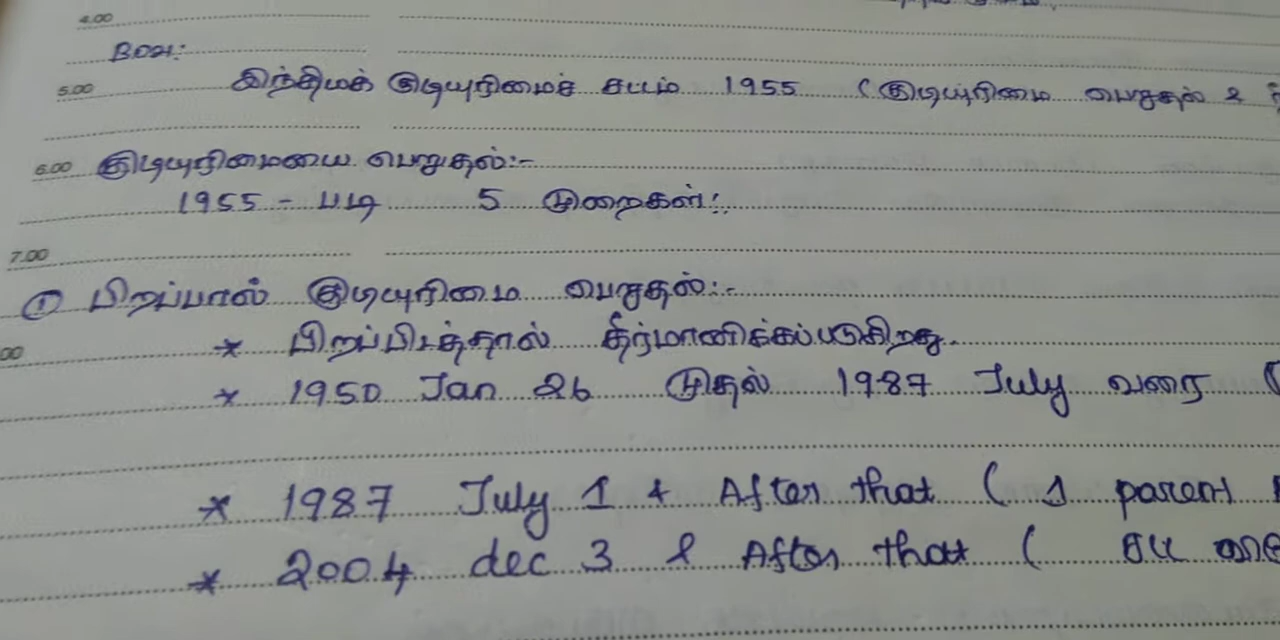 4.00
5.00 இந்தியக் குடியுரிமைச் சட்டம் 1955 (குடியுரிமை பெறுதல் &
6.00 குடியுரிமையை பெறுதல்:-
1955 - படி 5 முறைகள்:
7.00
① பிறப்பால் குடியுரிமை பெறுதல்:-
* பிறப்பிடத்தால் தீர்மானிக்கப்படுகிறது.
* 1950 Jan 26 முதல் 1987 July வரை (
* 1987 July 1 & After that ( 1 parent
* 2004 dec 3 & After that (